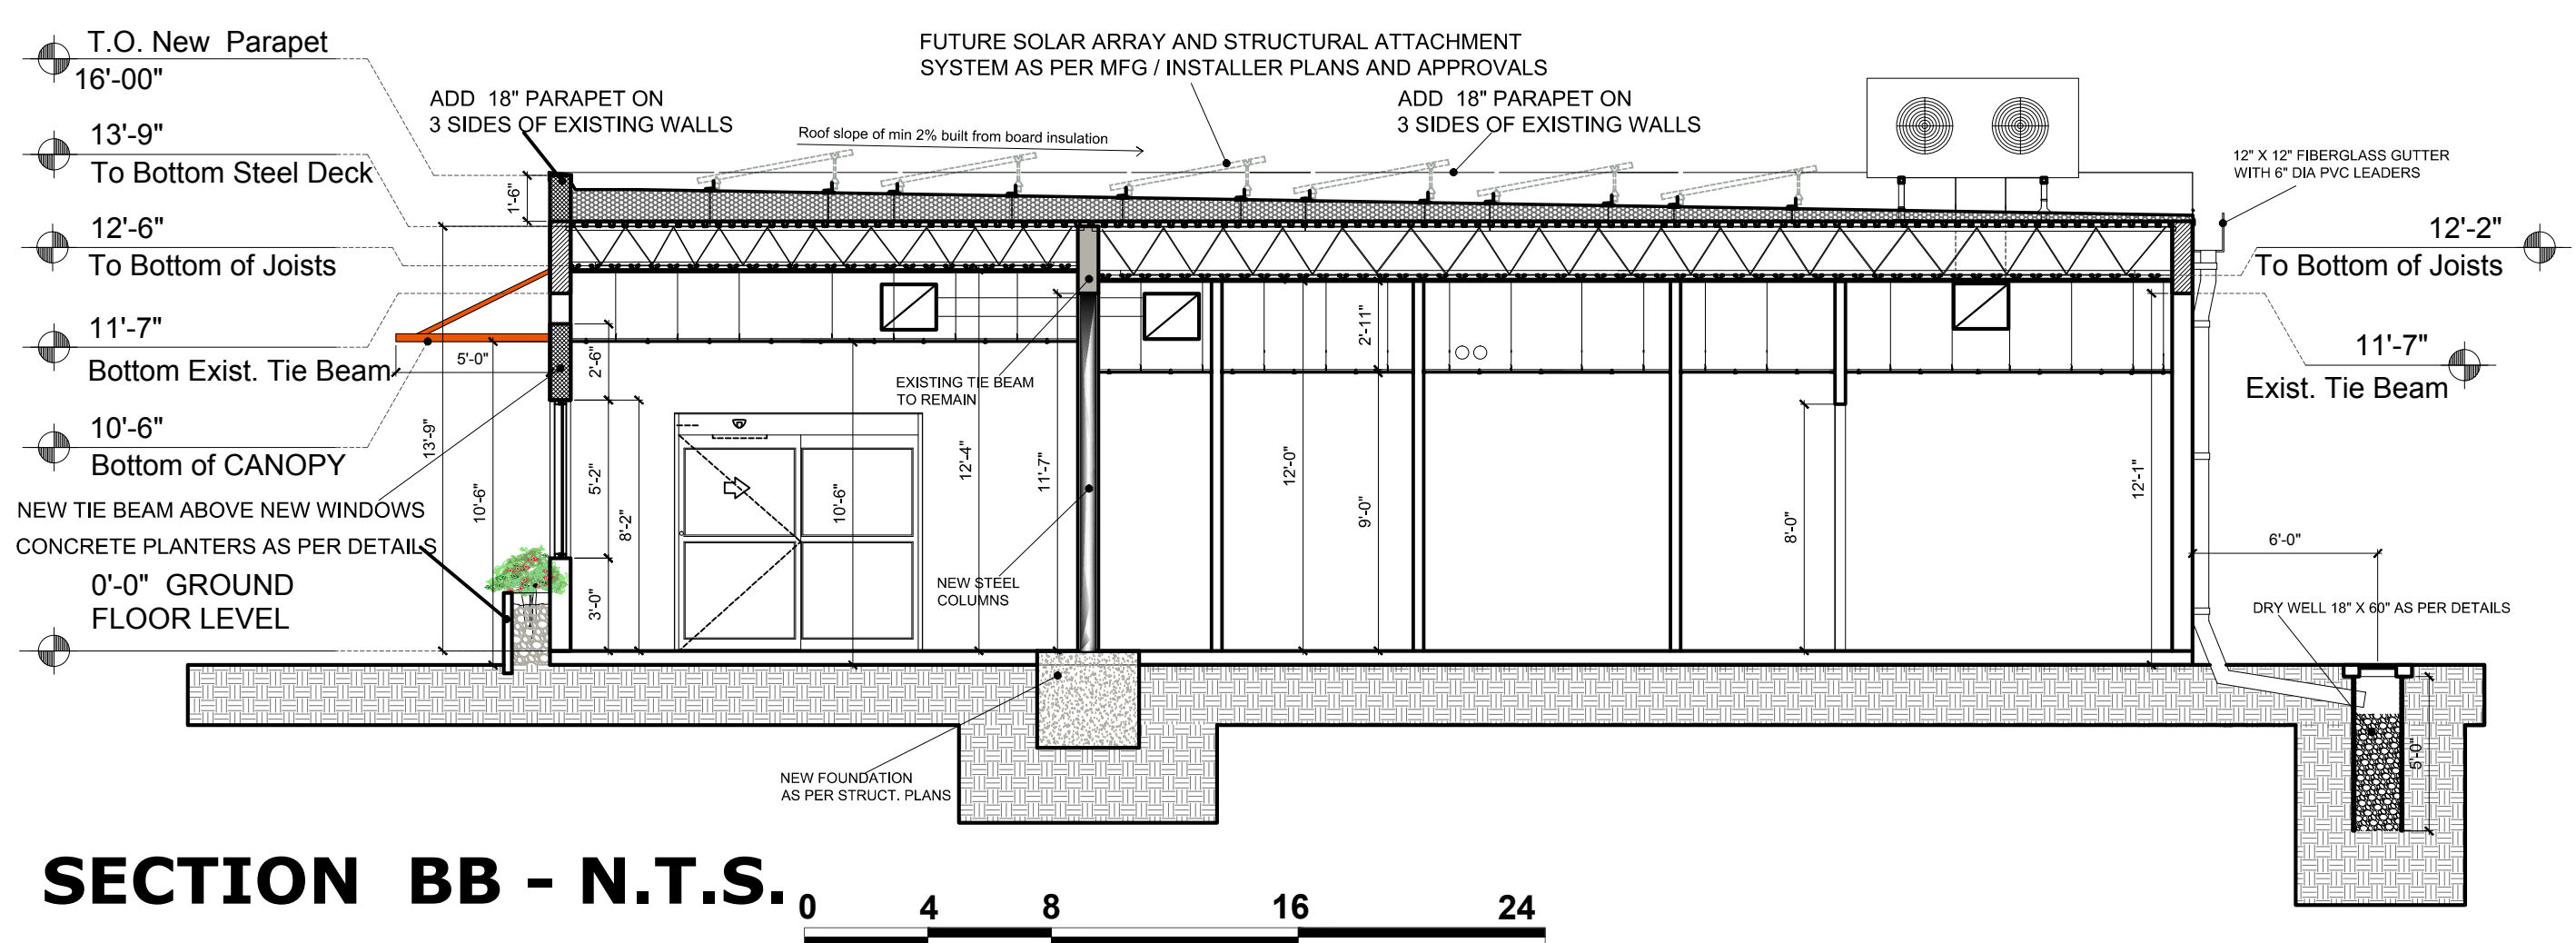 T.O. New  Parapet
16'-00"
13'-9"
To Bottom Steel Deck
12'-6"
To Bottom of Joists
11'-7"
Bottom Exist. Tie Beam
10'-6"
Bottom of CANOPY
NEW TIE BEAM ABOVE NEW WINDOWS
CONCRETE PLANTERS AS PER DETAILS
0'-0"  GROUND
FLOOR LEVEL
ADD  18" PARAPET ON
3 SIDES OF EXISTING WALLS
Roof slope of min 2% built from board insulation
FUTURE SOLAR ARRAY AND STRUCTURAL ATTACHMENT
SYSTEM AS PER MFG / INSTALLER PLANS AND APPROVALS
ADD  18" PARAPET ON
3 SIDES OF EXISTING WALLS
12" X 12" FIBERGLASS GUTTER
WITH 6" DIA PVC LEADERS
12'-2"
To Bottom of Joists
11'-7"
Exist. Tie Beam
1'-6"
5'-0"
13'-9"
10'-6"
2'-6"
5'-2"
8'-2"
3'-0"
10'-6"
EXISTING TIE BEAM
TO REMAIN
12'-4"
11'-7"
NEW STEEL
COLUMNS
12'-0"
2'-11"
9'-0"
8'-0"
12'-1"
6'-0"
DRY WELL 18" X 60" AS PER DETAILS
5'-0"
NEW FOUNDATION
AS PER STRUCT. PLANS
SECTION  BB - N.T.S.
0 4 8 16 24